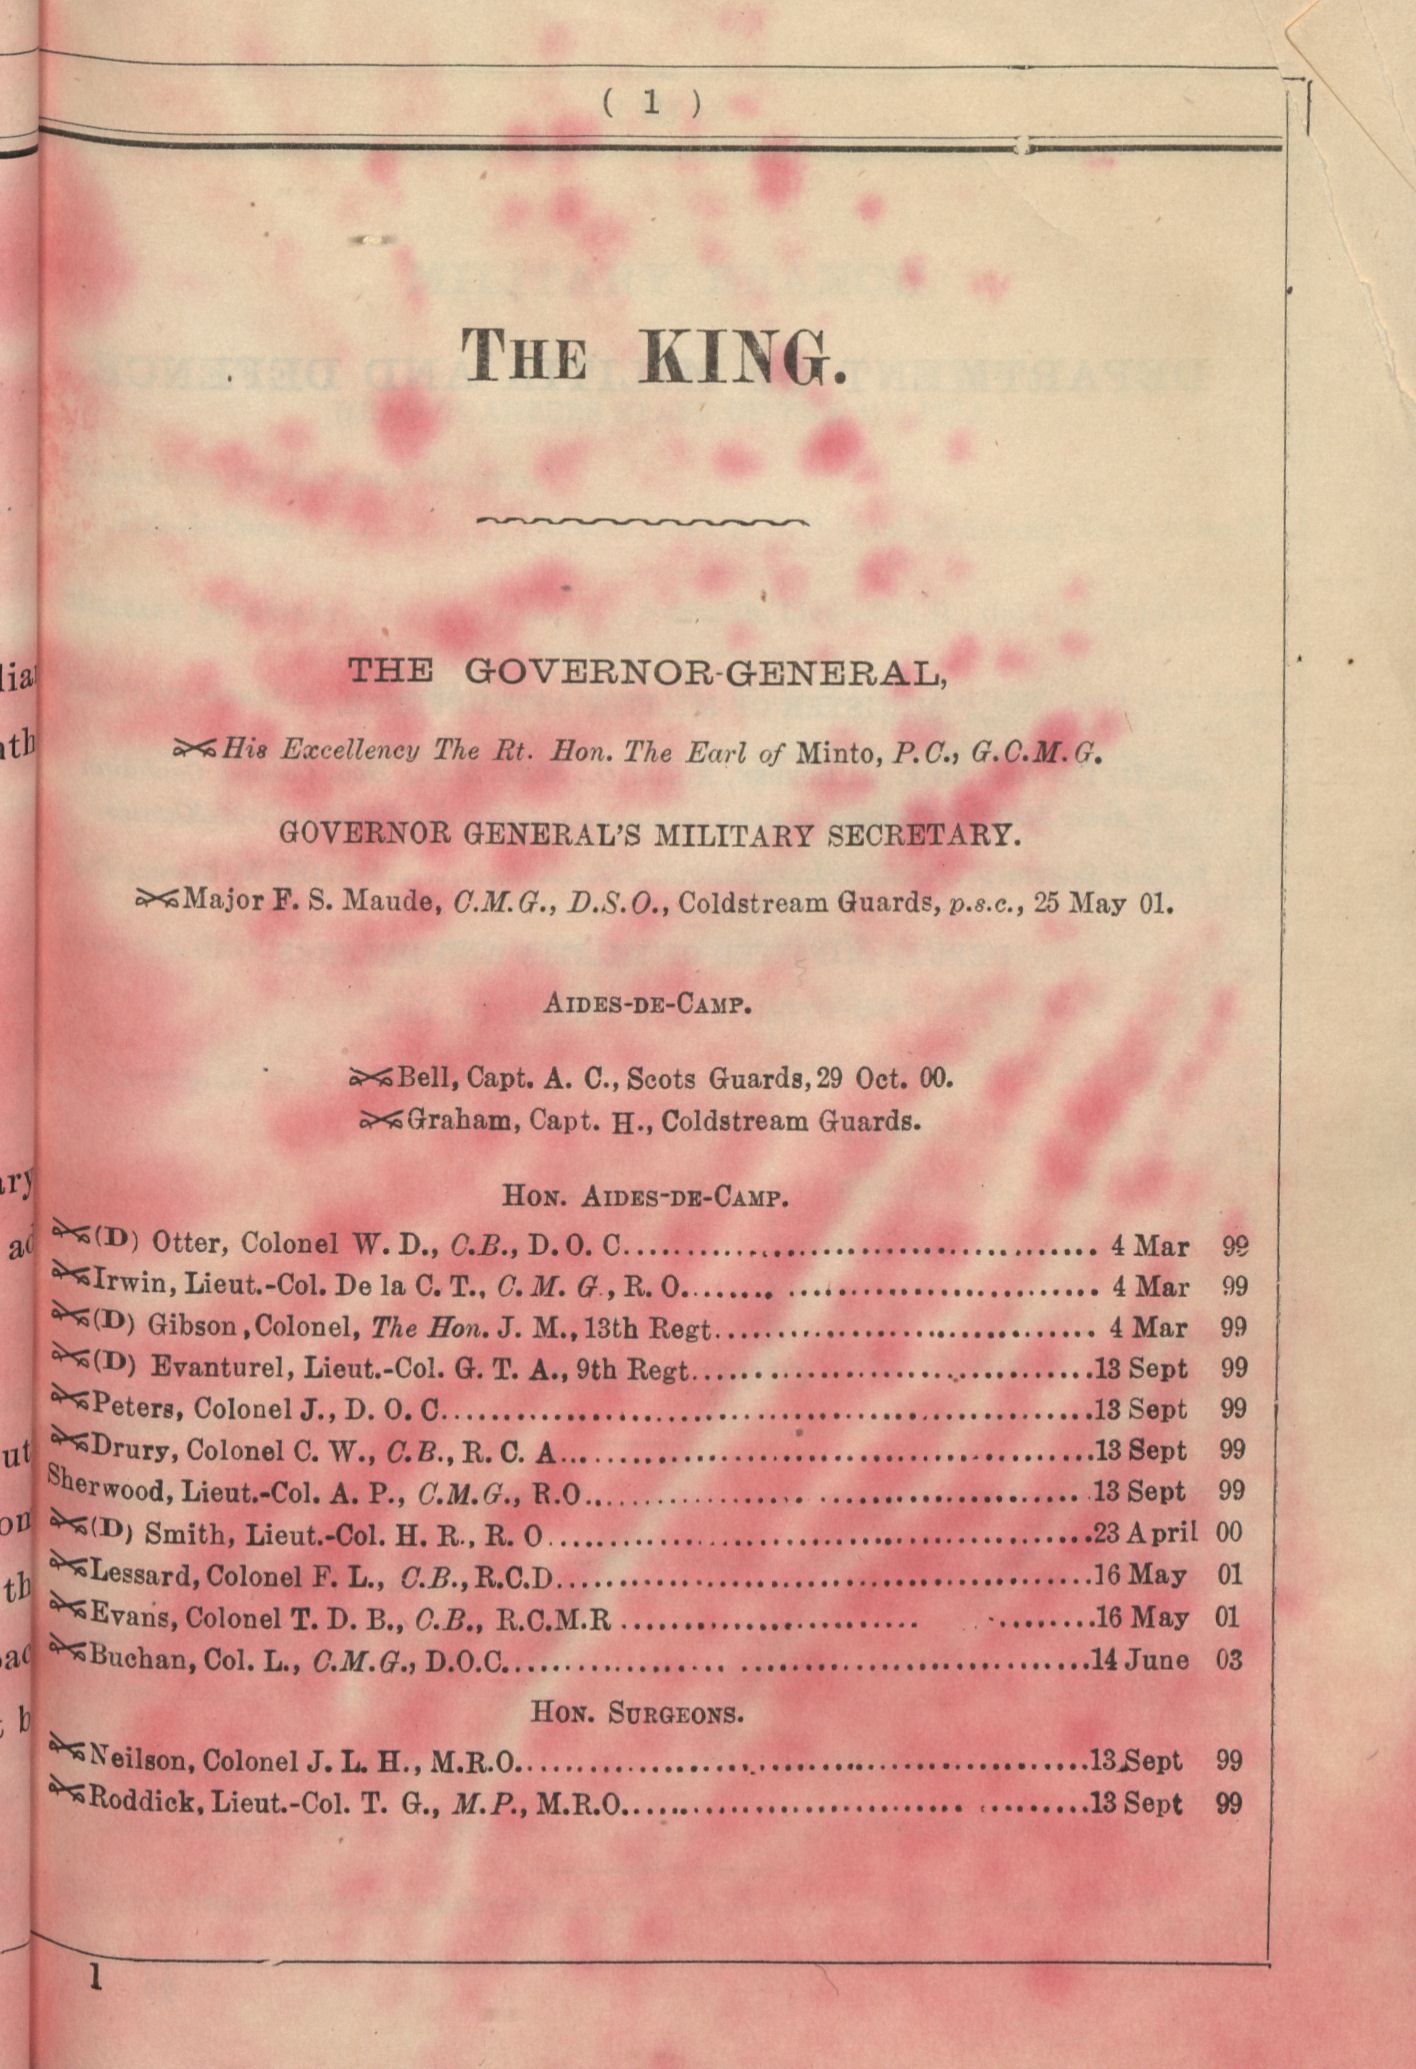 ( 1 )
THE KING.
THE GOVERNOR-GENERAL,
His Excellency The Rt. Hon. The Earl of Minto, P.C., G.C.M.G.
GOVERNOR GENERAL'S MILITARY SECRETARY.
Major F. S. Maude, C.M.G., D.S.O., Coldstream Guards, p.s.c., 25 May 01.
AIDES-DE-CAMP.
Bell, Capt. A. C., Scots Guards, 29 Oct. 00.
Graham, Capt. H., Coldstream Guards.
HON. AIDES-DE-CAMP.
(D) Otter, Colonel W. D., C.B., D. O. C. 4 Mar 99
Irwin, Lieut.-Col. De la C. T., C. M. G., R. O. 4 Mar 99
(D) Gibson, Colonel, The Hon. J. M., 13th Regt. 4 Mar 99
(D) Evanturel, Lieut.-Col. G. T. A., 9th Regt. 13 Sept 99
Peters, Colonel J., D. O. C. 13 Sept 99
Drury, Colonel C. W., C.B., R. C. A. 13 Sept 99
Sherwood, Lieut.-Col. A. P., C.M.G., R.O. 13 Sept 99
(D) Smith, Lieut.-Col. H. R., R. O. 23 April 00
Lessard, Colonel F. L., C.B., R.C.D. 16 May 01
Evans, Colonel T. D. B., C.B., R.C.M.R 16 May 01
Buchan, Col. L., C.M.G., D.O.C. 14 June 03
HON. SURGEONS.
Neilson, Colonel J. L. H., M.R.O. 13 Sept 99
Roddick, Lieut.-Col. T. G., M.P., M.R.O. 13 Sept 99
1